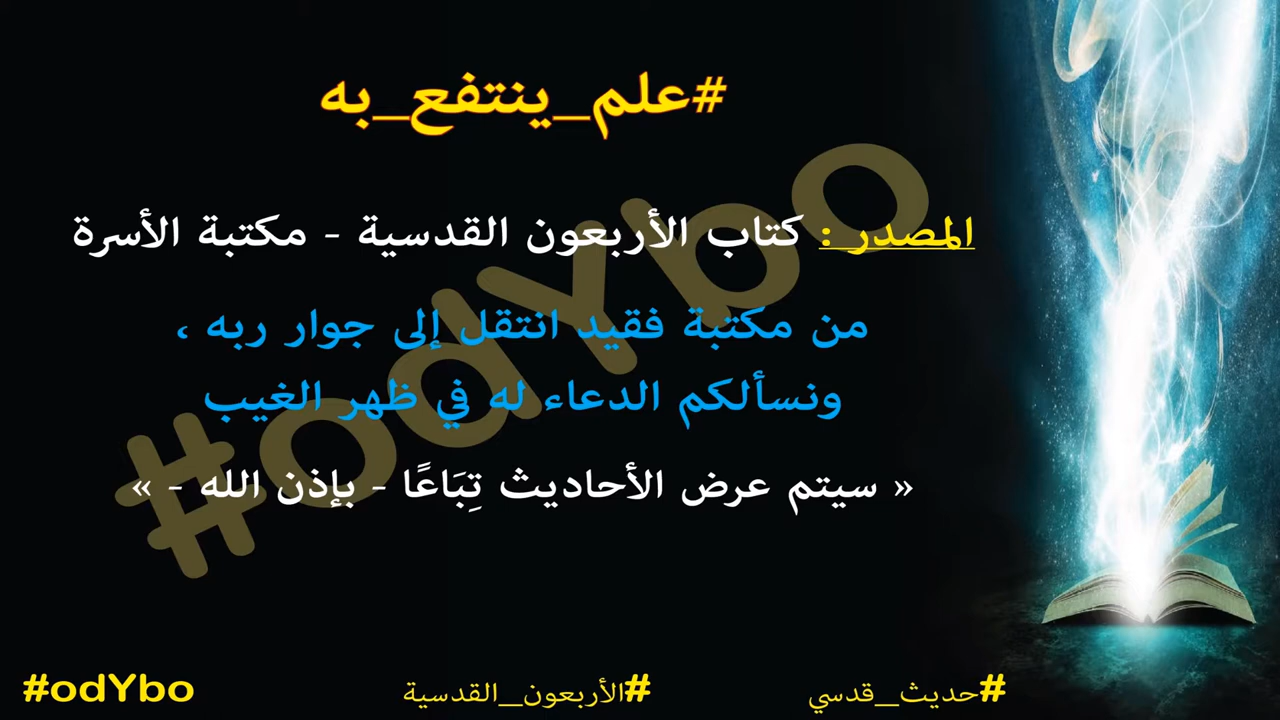 #علم_ينتفع_به
المصدر : كتاب الأربعون القدسية - مكتبة الأسرة
من مكتبة فقيد انتقل إلى جوار ربه ،
ونسألكم الدعاء له في ظهر الغيب
« سيتم عرض الأحاديث تِبَاعًا - بإذن الله - »
#odYbo
#حديث_قدسي
#الأربعون_القدسية
#odYbo